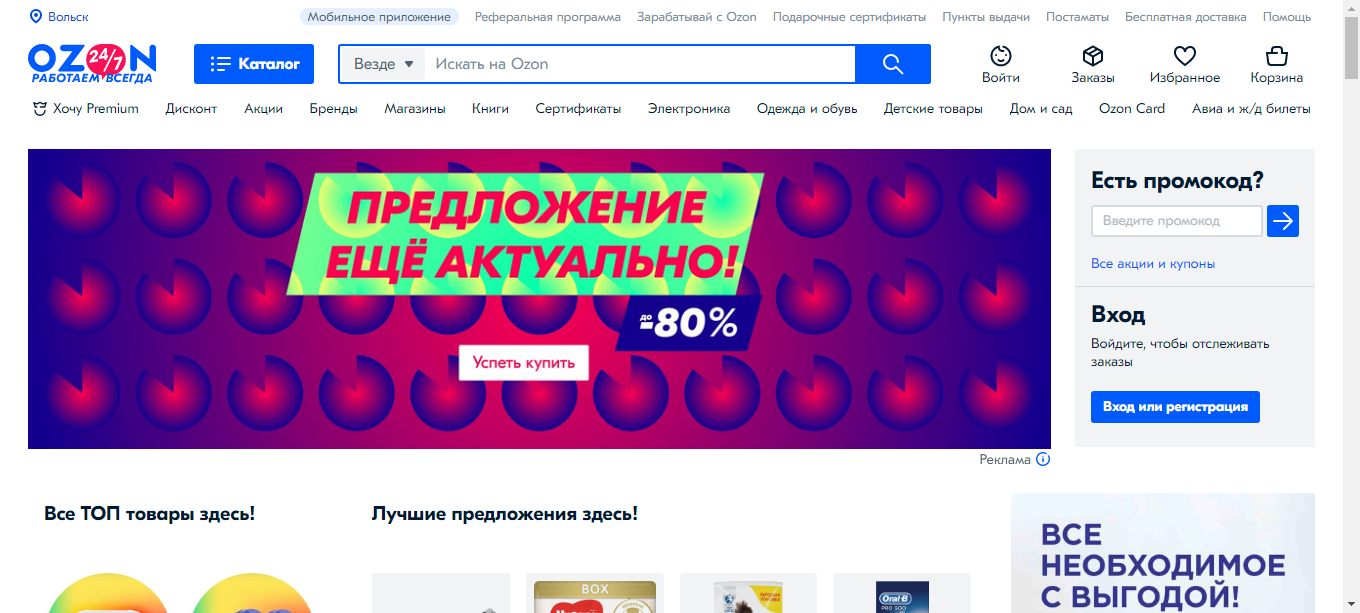 Вольск
Мобильное приложение Реферальная программа Зарабатывай с Ozon Подарочные сертификаты Пункты выдачи Постаматы Бесплатная доставка Помощь
OZON 24/7
РАБОТАЕМ ВСЕГДА
Каталог
Везде Искать на Ozon
Войти Заказы Избранное Корзина
Хочу Premium Дисконт Акции Бренды Магазины Книги Сертификаты Электроника Одежда и обувь Детские товары Дом и сад Ozon Card Авиа и ж/д билеты
ПРЕДЛОЖЕНИЕ
ЕЩЁ АКТУАЛЬНО!
до -80%
Успеть купить
Реклама
Есть промокод?
Введите промокод
Все акции и купоны
Вход
Войдите, чтобы отслеживать
заказы
Вход или регистрация
Все ТОП товары здесь!
Лучшие предложения здесь!
BOX
Oral-B
PRO 500
ВСЕ
НЕОБХОДИМОЕ
С ВЫГОДОЙ!